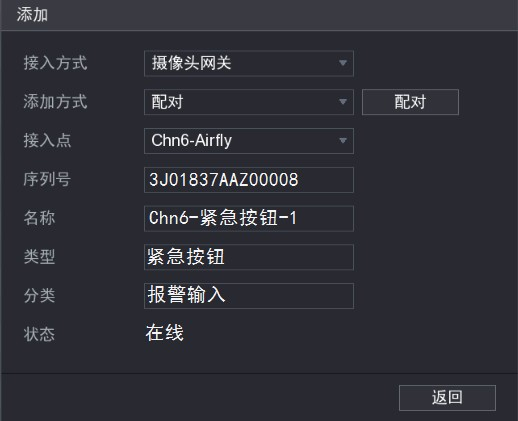 添加
接入方式 摄像头网关
添加方式 配对 配对
接入点 Chn6-Airfly
序列号 3J01837AAZ00008
名称 Chn6-紧急按钮-1
类型 紧急按钮
分类 报警输入
状态 在线
返回